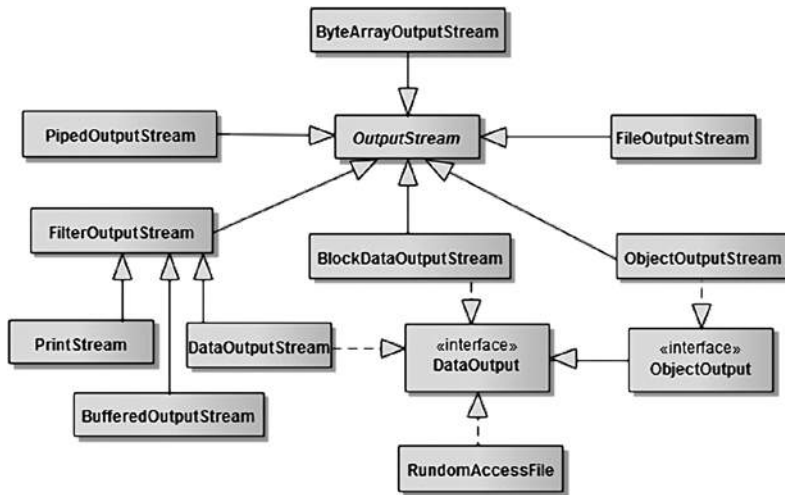 ByteArrayOutputStream
PipedOutputStream
OutputStream
FileOutputStream
FilterOutputStream
BlockDataOutputStream
ObjectOutputStream
PrintStream
DataOutputStream
«interface»
DataOutput
«interface»
ObjectOutput
BufferedOutputStream
RundomAccessFile